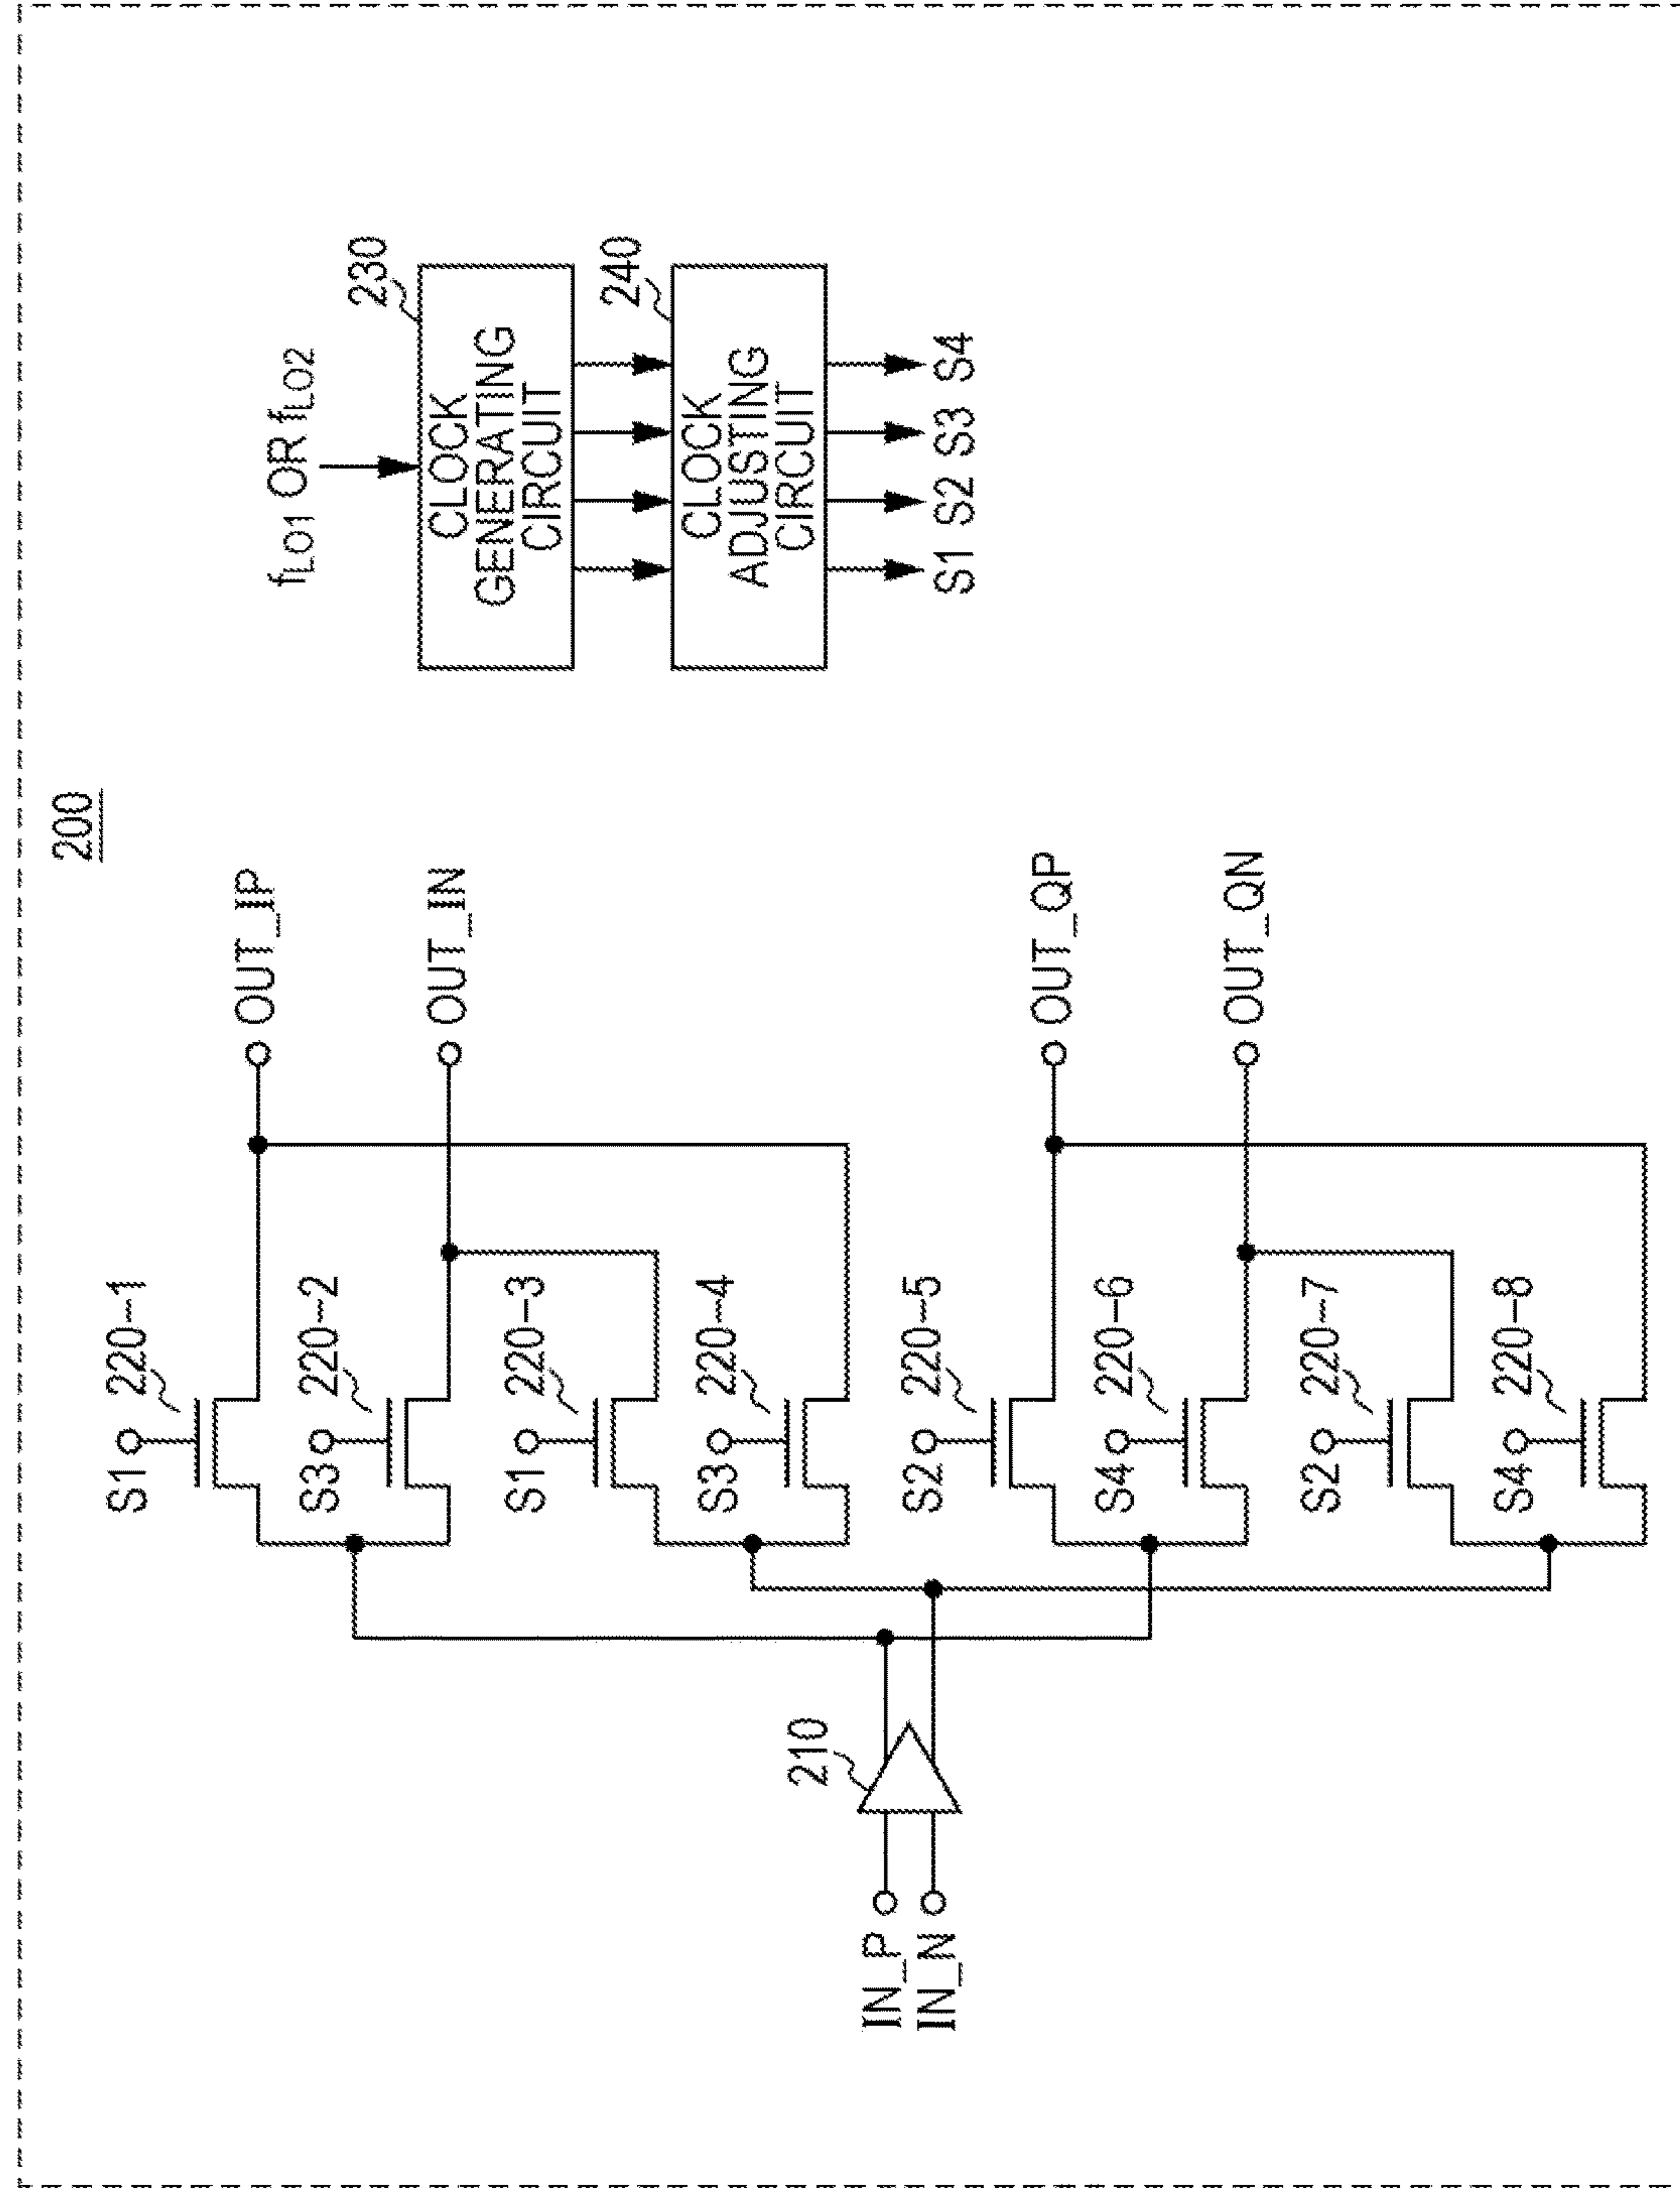 200
S1
220-1
OUT_IP
S3
220-2
OUT_IN
S1
220-3
S3
220-4
210
IN_P
IN_N
S2
220-5
OUT_QP
S4
220-6
OUT_QN
S2
220-7
S4
220-8
fLO1 OR fLO2
230
CLOCK
GENERATING
CIRCUIT
240
CLOCK
ADJUSTING
CIRCUIT
S1 S2 S3 S4